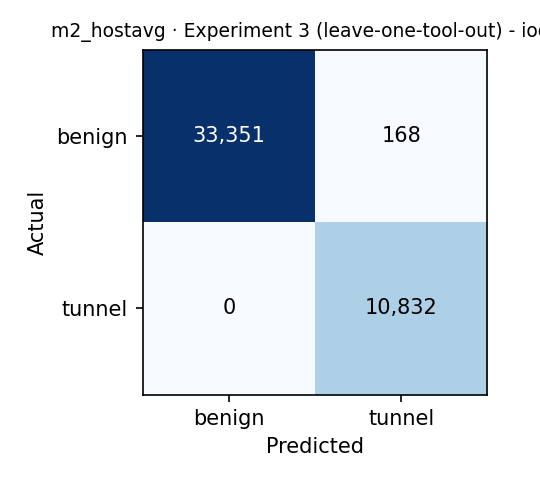 m2_hostavg · Experiment 3 (leave-one-tool-out) -
benign 33,351 168
Actual
tunnel 0 10,832
benign tunnel
Predicted